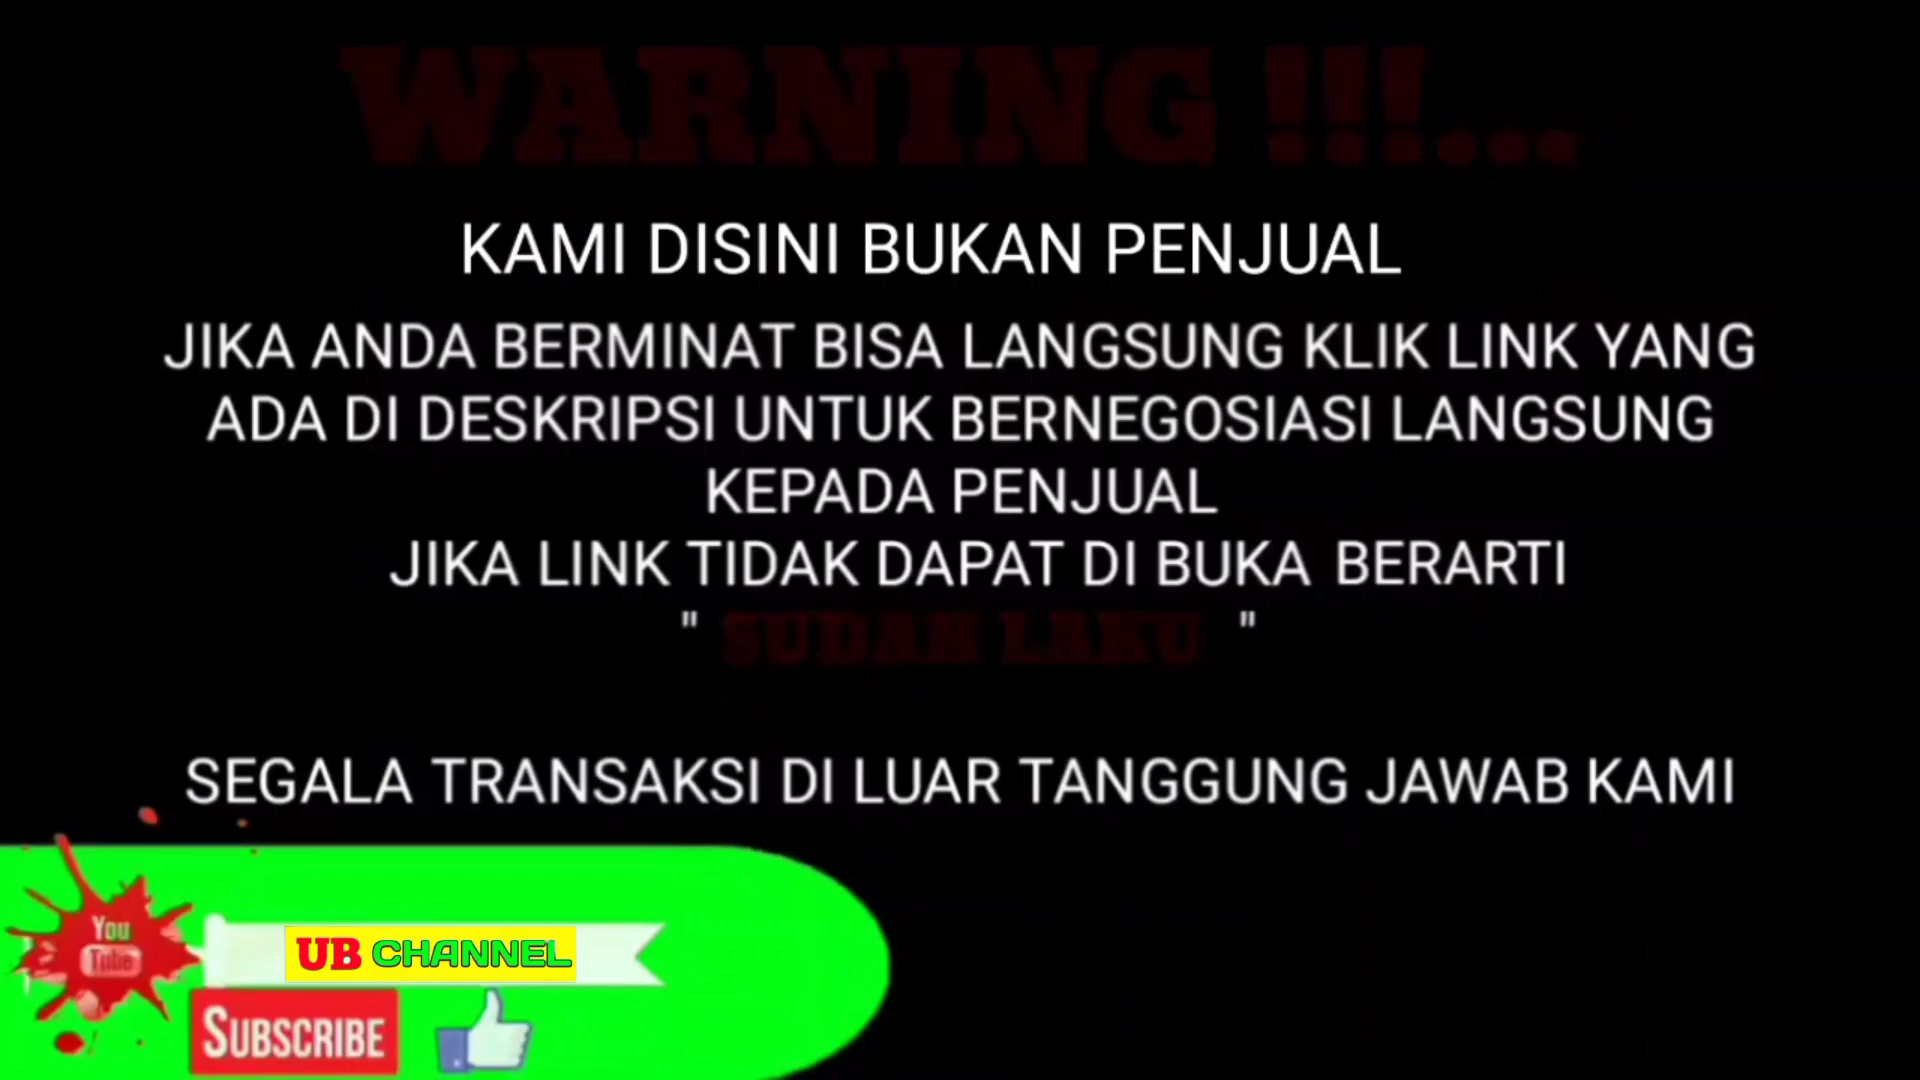 WARNING !!!...
KAMI DISINI BUKAN PENJUAL
JIKA ANDA BERMINAT BISA LANGSUNG KLIK LINK YANG
ADA DI DESKRIPSI UNTUK BERNEGOSIASI LANGSUNG
KEPADA PENJUAL
JIKA LINK TIDAK DAPAT DI BUKA BERARTI
" SUDAH LAKU "
SEGALA TRANSAKSI DI LUAR TANGGUNG JAWAB KAMI
You
Tube
UB CHANNEL
SUBSCRIBE